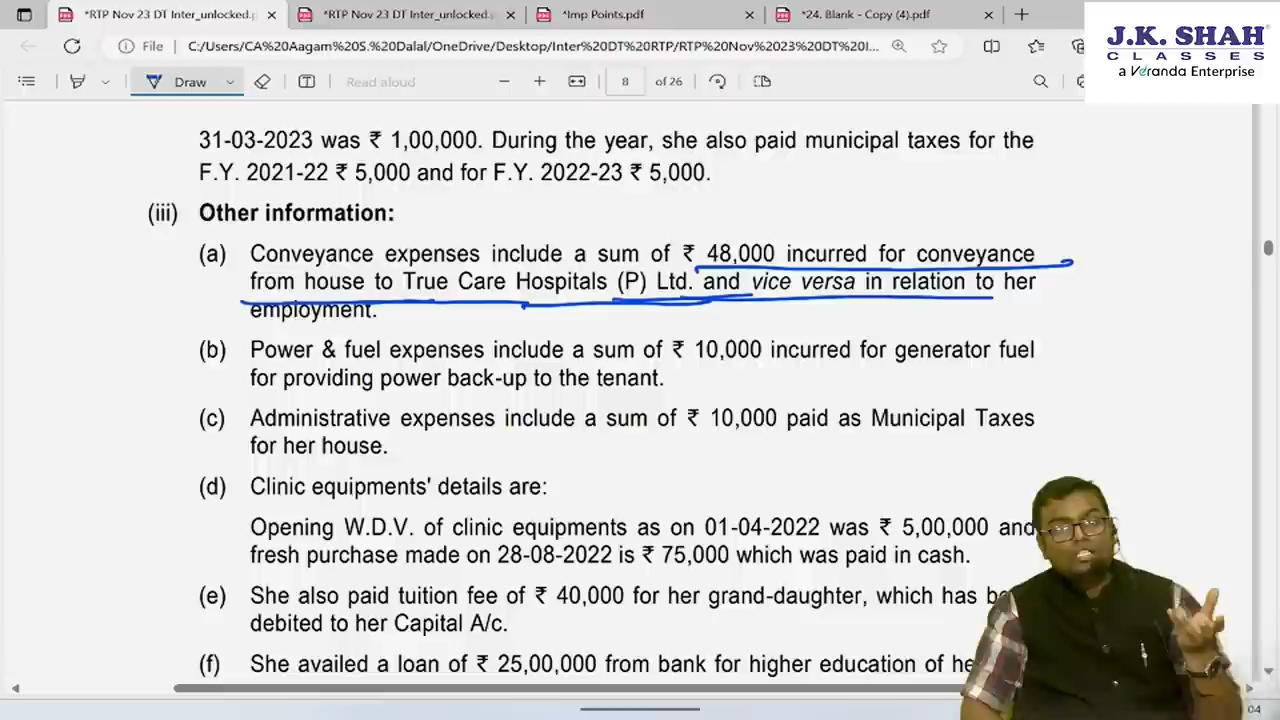 *RTP Nov 23 DT Inter_unlocked.p
*RTP Nov 23 DT Inter_unlocked.p
*Imp Points.pdf
*24. Blank - Copy (4).pdf
J.K. SHAH
CLASSES
a Veranda Enterprise
File
C:/Users/CA%20Aagam%20S.%20Dalal/OneDrive/Desktop/Inter%20DT%20RTP/RTP%20Nov%2023%20DT%20I...
Draw
Read aloud
8 of 26
31-03-2023 was ₹ 1,00,000. During the year, she also paid municipal taxes for the
F.Y. 2021-22 ₹ 5,000 and for F.Y. 2022-23 ₹ 5,000.
(iii) Other information:
(a) Conveyance expenses include a sum of ₹ 48,000 incurred for conveyance
from house to True Care Hospitals (P) Ltd. and vice versa in relation to her
employment.
(b) Power & fuel expenses include a sum of ₹ 10,000 incurred for generator fuel
for providing power back-up to the tenant.
(c) Administrative expenses include a sum of ₹ 10,000 paid as Municipal Taxes
for her house.
(d) Clinic equipments' details are:
Opening W.D.V. of clinic equipments as on 01-04-2022 was ₹ 5,00,000 and
fresh purchase made on 28-08-2022 is ₹ 75,000 which was paid in cash.
(e) She also paid tuition fee of ₹ 40,000 for her grand-daughter, which has be
debited to her Capital A/c.
(f) She availed a loan of ₹ 25,00,000 from bank for higher education of he
04